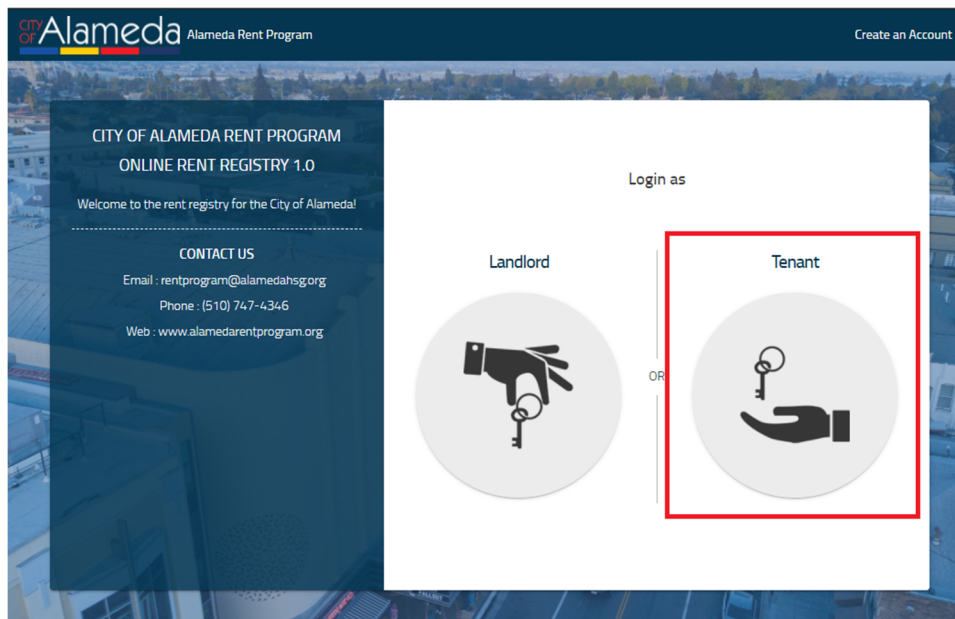 CITY OF Alameda Alameda Rent Program Create an Account
CITY OF ALAMEDA RENT PROGRAM
ONLINE RENT REGISTRY 1.0
Welcome to the rent registry for the City of Alameda!
CONTACT US
Email : rentprogram@alamedahsg.org
Phone : (510) 747-4346
Web : www.alamedarentprogram.org
Login as
Landlord
OR
Tenant